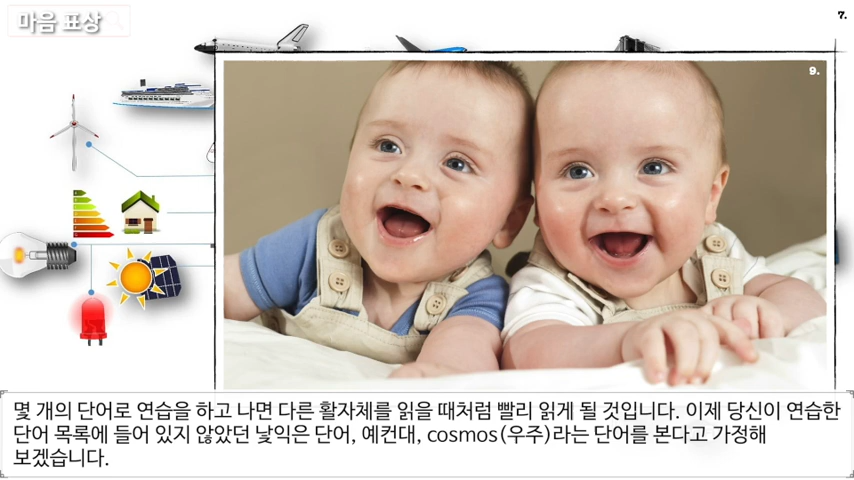 마음 표상
7.
9.
몇 개의 단어로 연습을 하고 나면 다른 활자체를 읽을 때처럼 빨리 읽게 될 것입니다. 이제 당신이 연습한
단어 목록에 들어 있지 않았던 낯익은 단어, 예컨대, cosmos(우주)라는 단어를 본다고 가정해
보겠습니다.